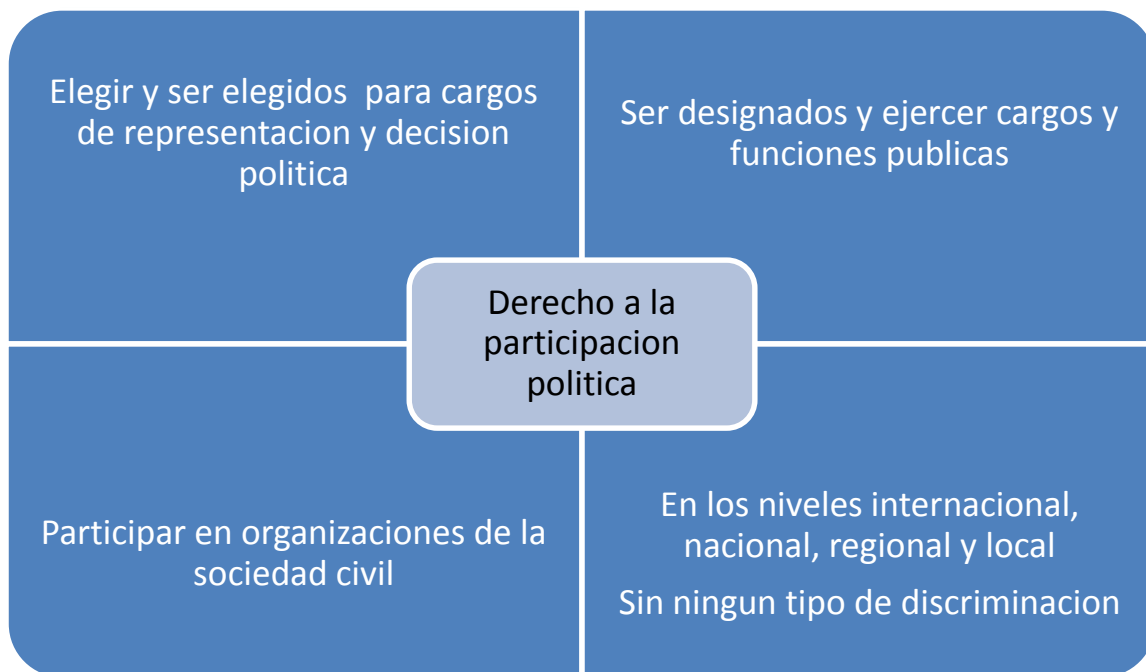 Elegir y ser elegidos  para cargos
de representacion y decision
politica
Ser designados y ejercer cargos y
funciones publicas
Derecho a la
participacion
politica
Participar en organizaciones de la
sociedad civil
En los niveles internacional,
nacional, regional y local
Sin ningun tipo de discriminacion